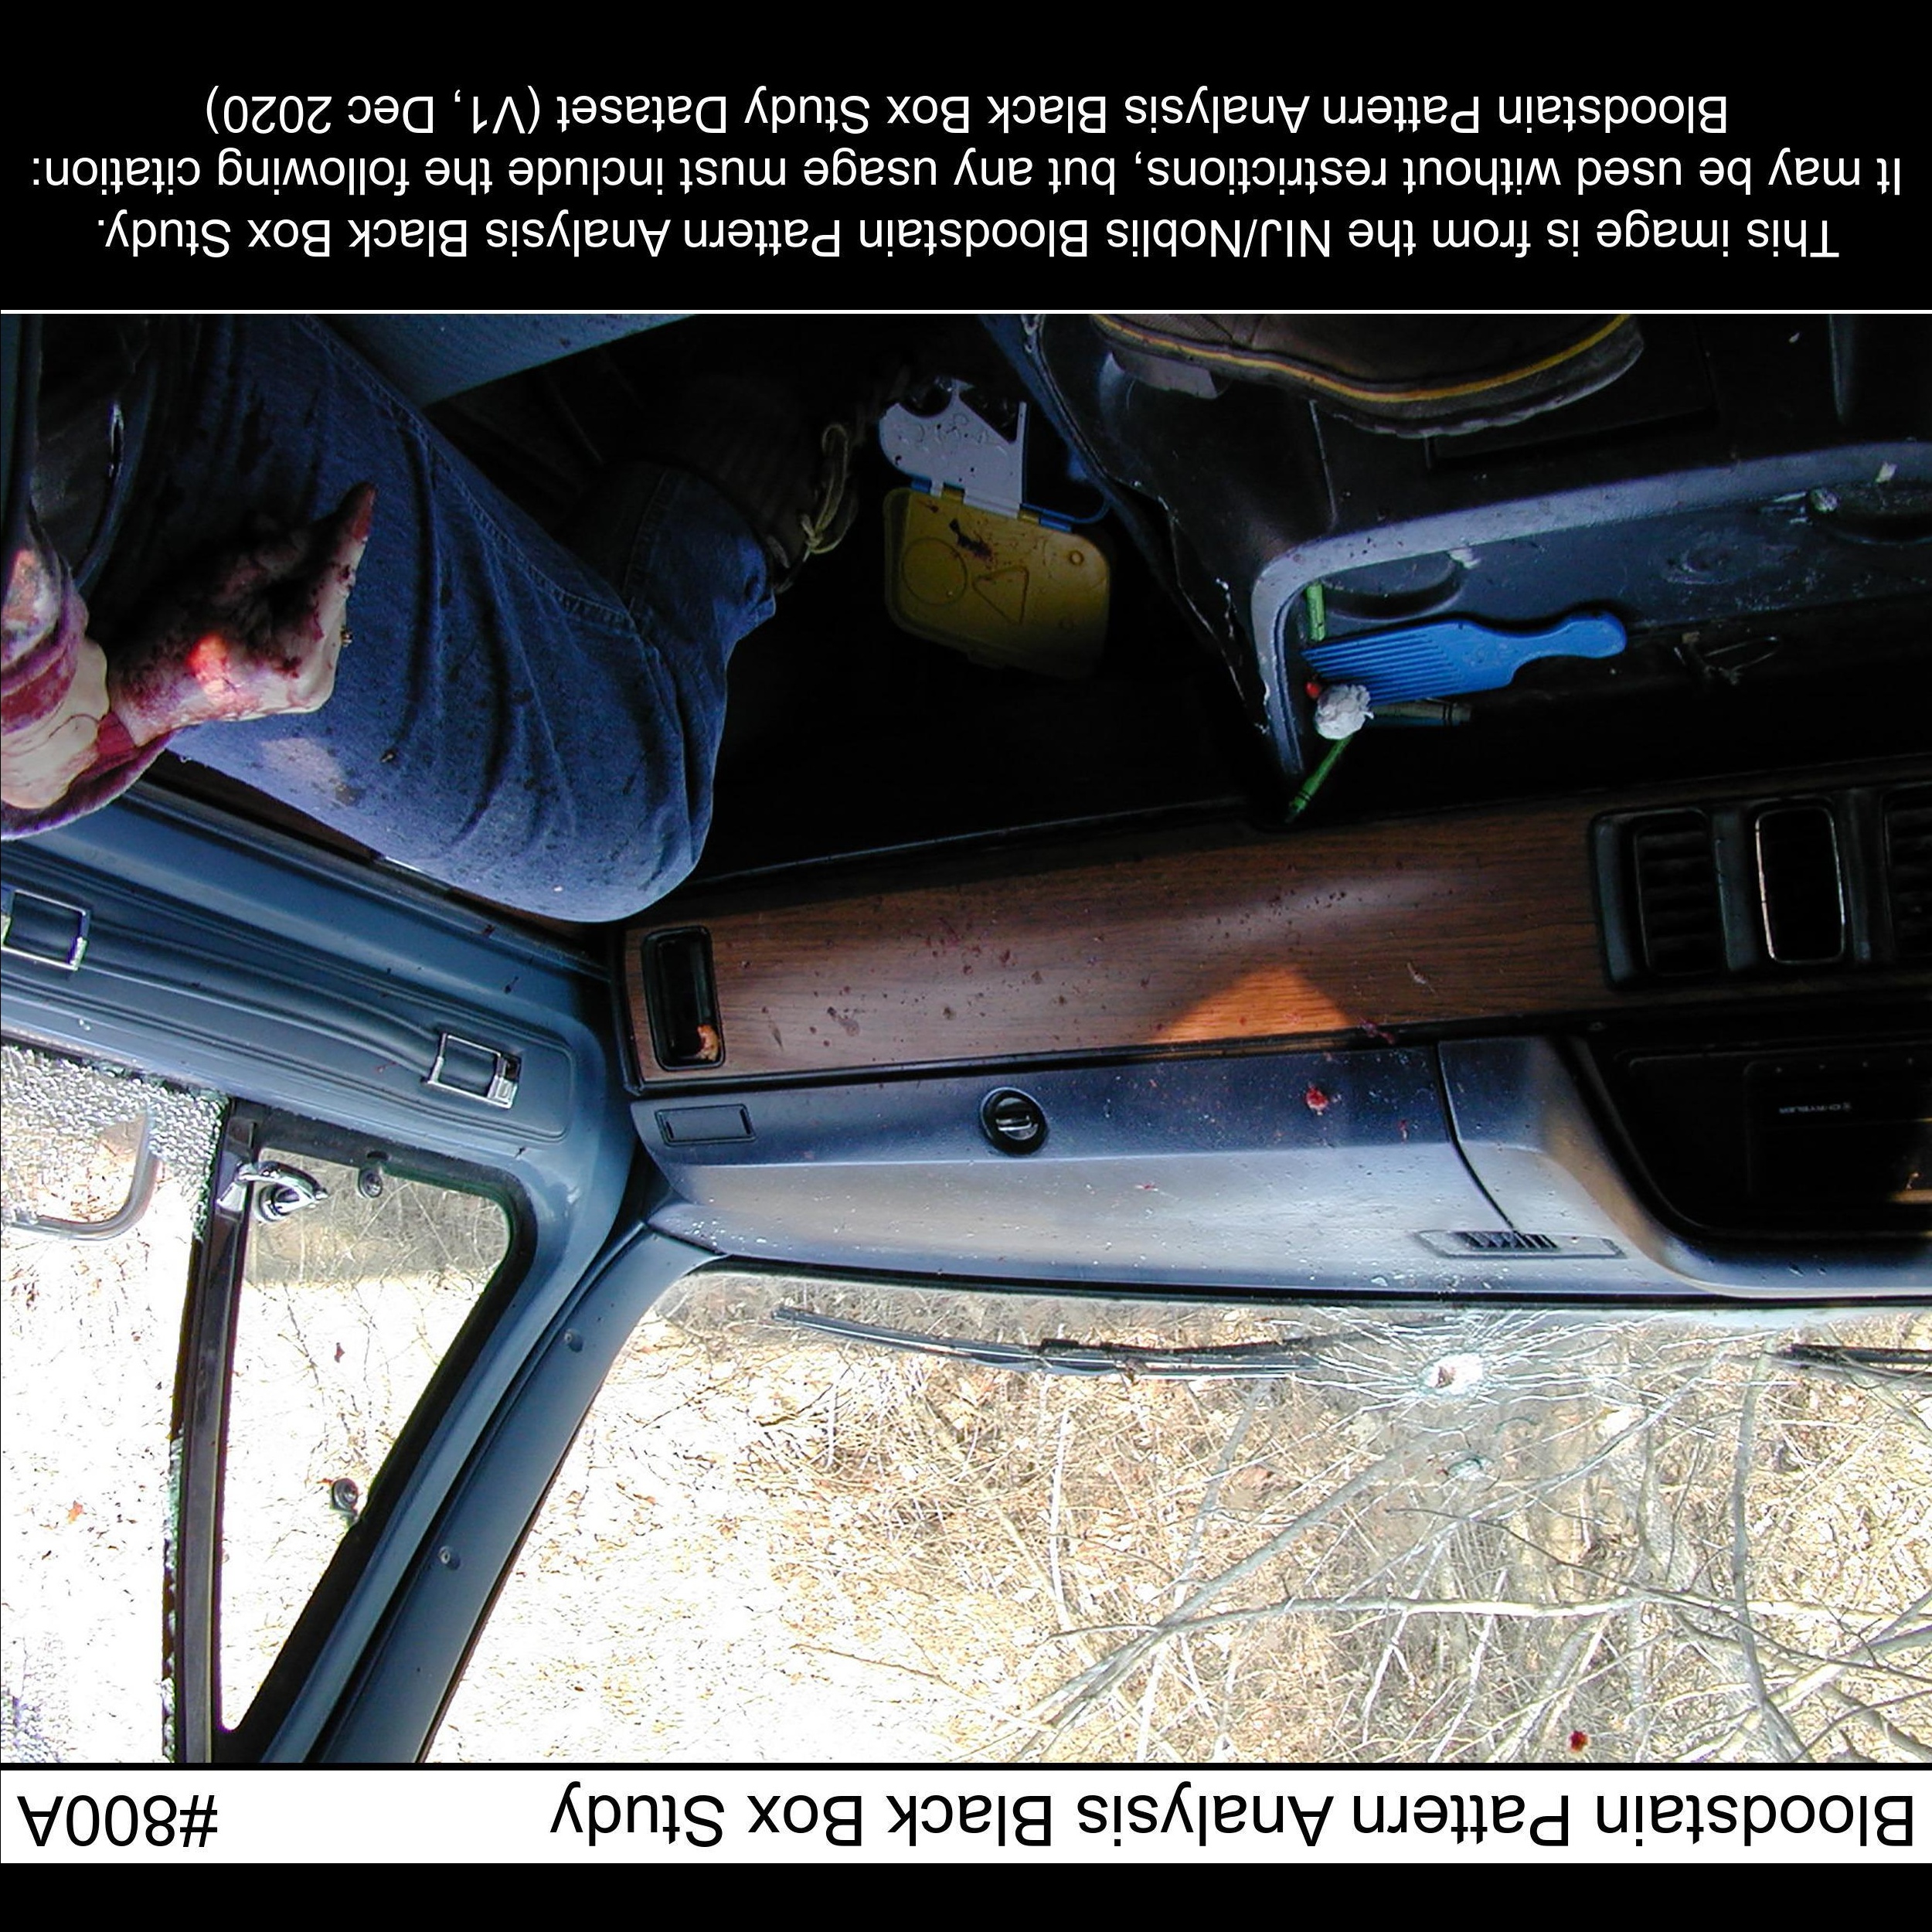 Bloodstain Pattern Analysis Black Box Study #800A
CHRYSLER
This image is from the NIJ/Noblis Bloodstain Pattern Analysis Black Box Study.
It may be used without restrictions, but any usage must include the following citation:
Bloodstain Pattern Analysis Black Box Study Dataset (V1, Dec 2020)